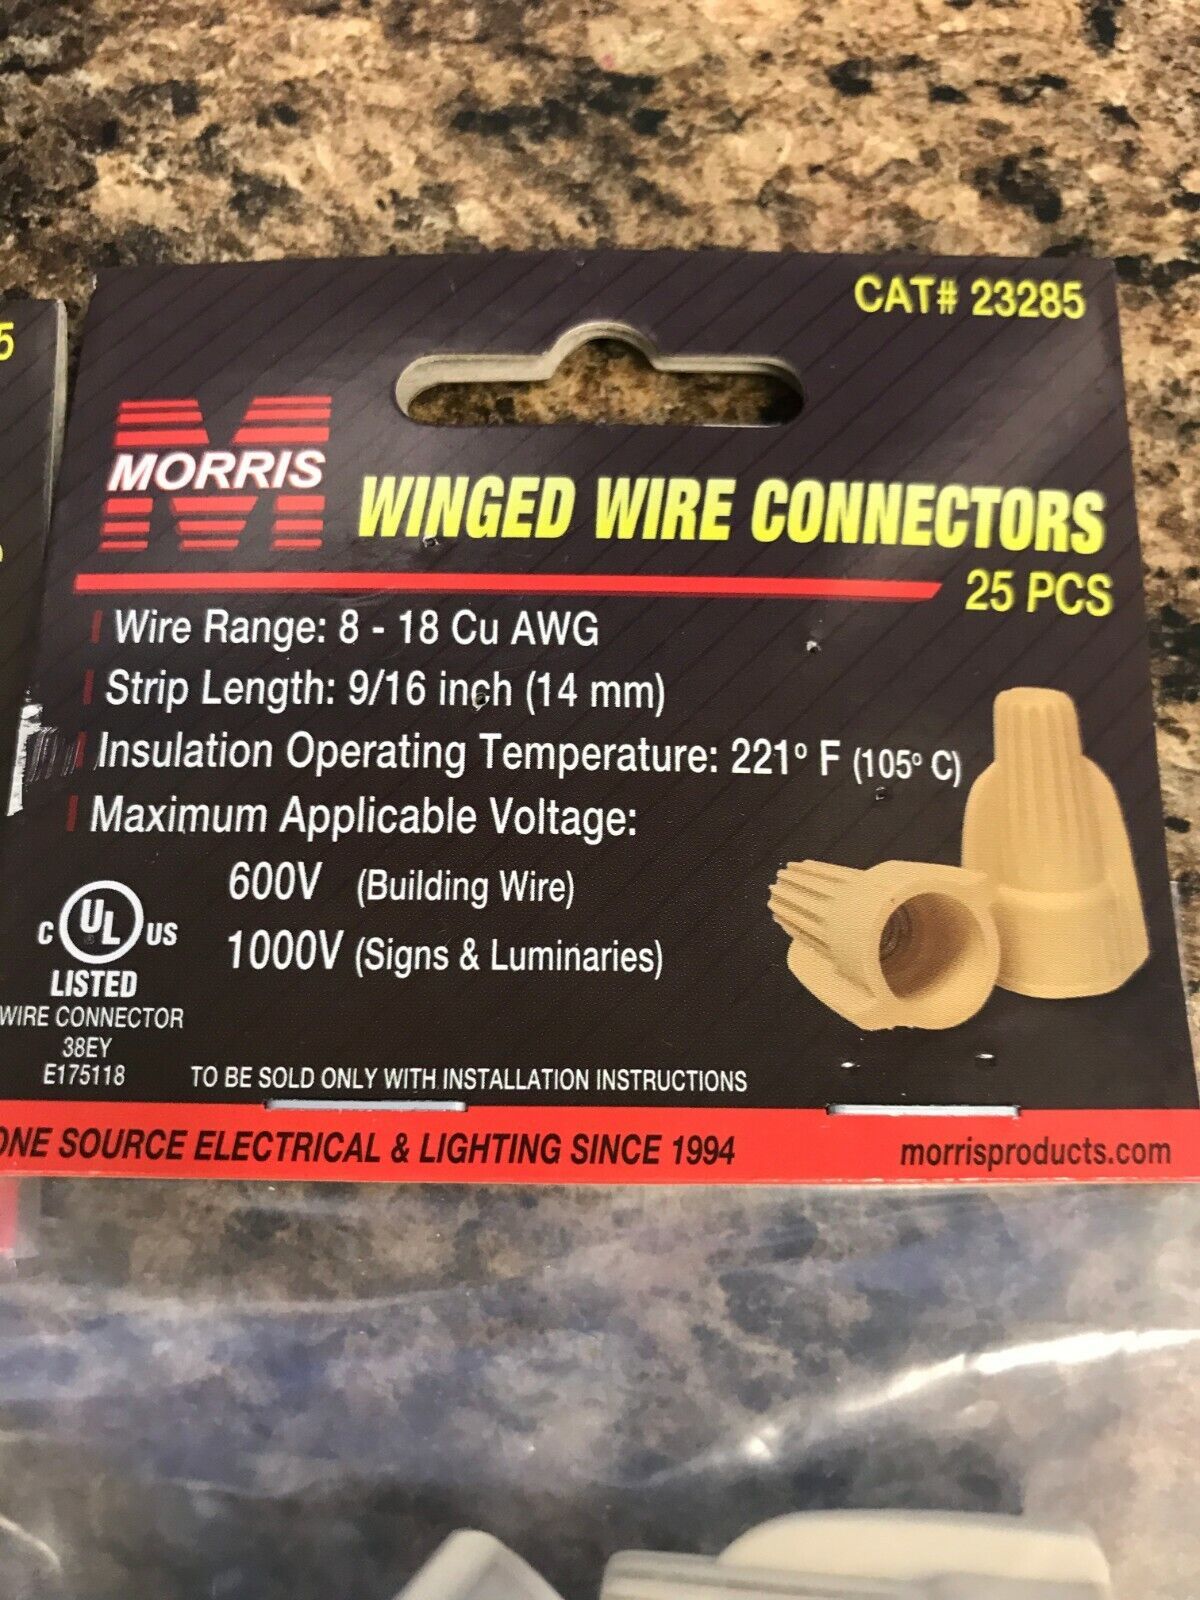 5
CAT# 23285
MORRIS
WINGED WIRE CONNECTORS
25 PCS
Wire Range: 8 - 18 Cu AWG
Strip Length: 9/16 inch (14 mm)
Insulation Operating Temperature: 221° F (105° C)
Maximum Applicable Voltage:
600V (Building Wire)
1000V (Signs & Luminaries)
C UL US
LISTED
WIRE CONNECTOR
38EY
E175118
TO BE SOLD ONLY WITH INSTALLATION INSTRUCTIONS
ONE SOURCE ELECTRICAL & LIGHTING SINCE 1994
morrisproducts.com